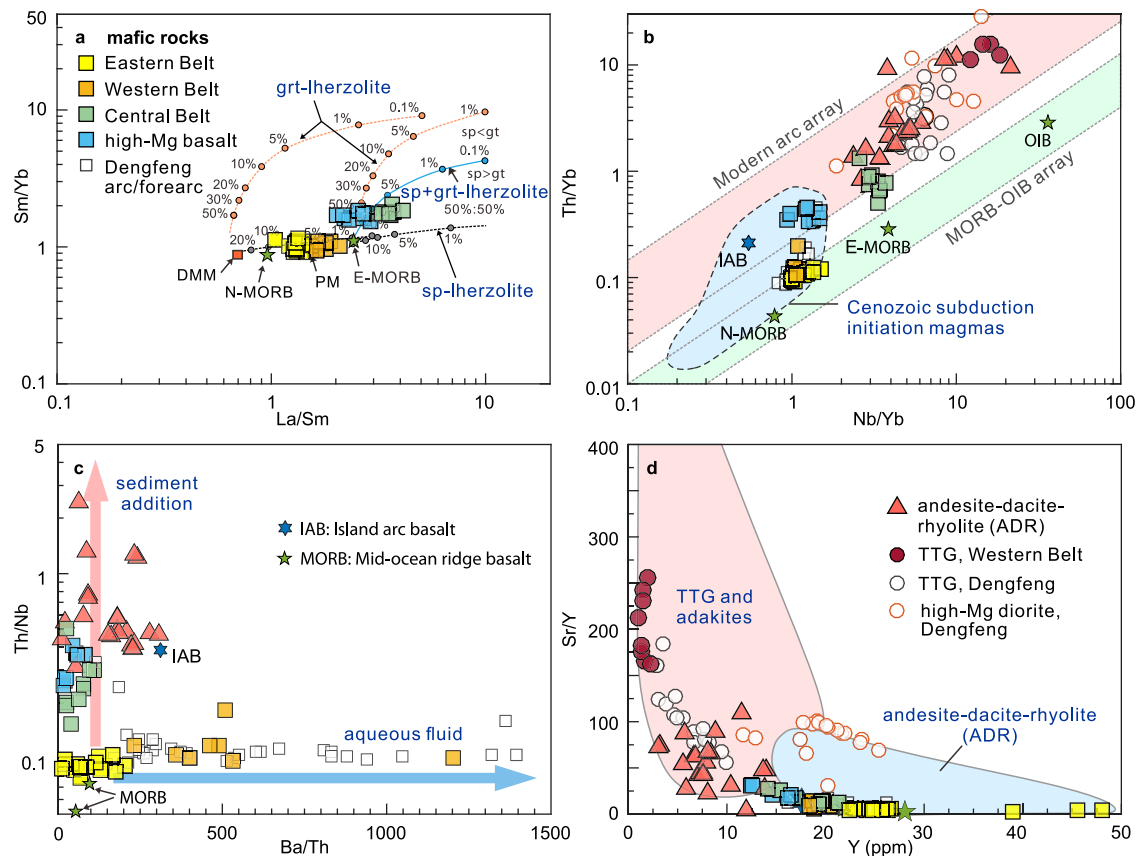 50
10
1
0.1
Sm/Yb
a mafic rocks
Eastern Belt
Western Belt
Central Belt
high-Mg basalt
Dengfeng
arc/forearc
grt-lherzolite
0.1%
1%
5%
10%
20%
30%
50%
1%
sp<gt
5%
10%
20%
30%
50%
0.1%
1%
sp>gt
5%
sp+grt-lherzolite
50%:50%
20%
10%
5%
10%
5%
1%
DMM
N-MORB
PM
E-MORB
sp-lherzolite
0.1
1
10
La/Sm
b
10
1
0.1
0.01
Th/Yb
Modern arc array
MORB-OIB array
OIB
IAB
E-MORB
N-MORB
Cenozoic subduction
initiation magmas
0.1
1
10
100
Nb/Yb
c
5
1
0.1
Th/Nb
sediment
addition
IAB: Island arc basalt
MORB: Mid-ocean ridge basalt
IAB
aqueous fluid
MORB
0
500
1000
1500
Ba/Th
d
400
300
250
200
150
100
50
0
Sr/Y
andesite-dacite-
rhyolite (ADR)
TTG, Western Belt
TTG, Dengfeng
high-Mg diorite,
Dengfeng
TTG and
adakites
andesite-dacite-rhyolite
(ADR)
0
10
20
30
40
50
Y (ppm)